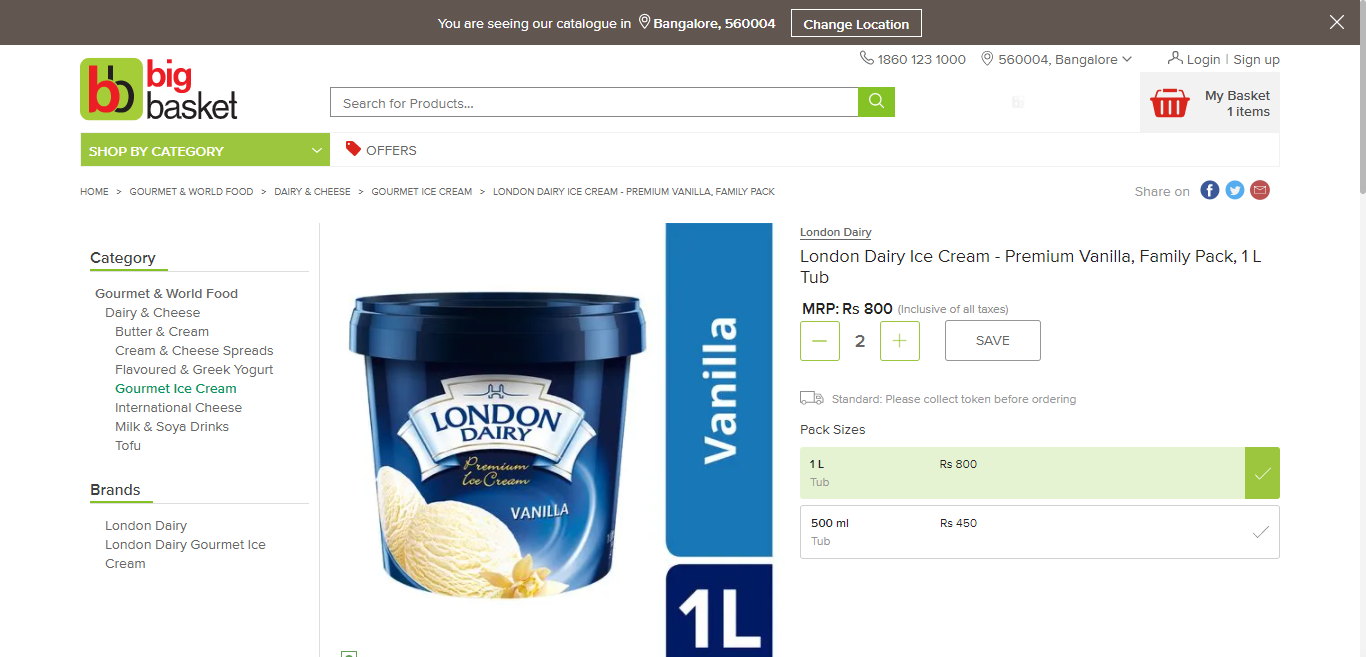 You are seeing our catalogue in Bangalore, 560004 Change Location
1860 123 1000 560004, Bangalore Login | Sign up
bb big basket
Search for Products...
My Basket
1 items
SHOP BY CATEGORY OFFERS
HOME > GOURMET & WORLD FOOD > DAIRY & CHEESE > GOURMET ICE CREAM > LONDON DAIRY ICE CREAM - PREMIUM VANILLA, FAMILY PACK
Share on
Category
Gourmet & World Food
Dairy & Cheese
Butter & Cream
Cream & Cheese Spreads
Flavoured & Greek Yogurt
Gourmet Ice Cream
International Cheese
Milk & Soya Drinks
Tofu
Brands
London Dairy
London Dairy Gourmet Ice
Cream
LONDON
DAIRY
Premium
Ice Cream
VANILLA
Vanilla
1L
London Dairy
London Dairy Ice Cream - Premium Vanilla, Family Pack, 1 L
Tub
MRP: Rs 800 (Inclusive of all taxes)
2 SAVE
Standard: Please collect token before ordering
Pack Sizes
1 L Rs 800
Tub
500 ml Rs 450
Tub